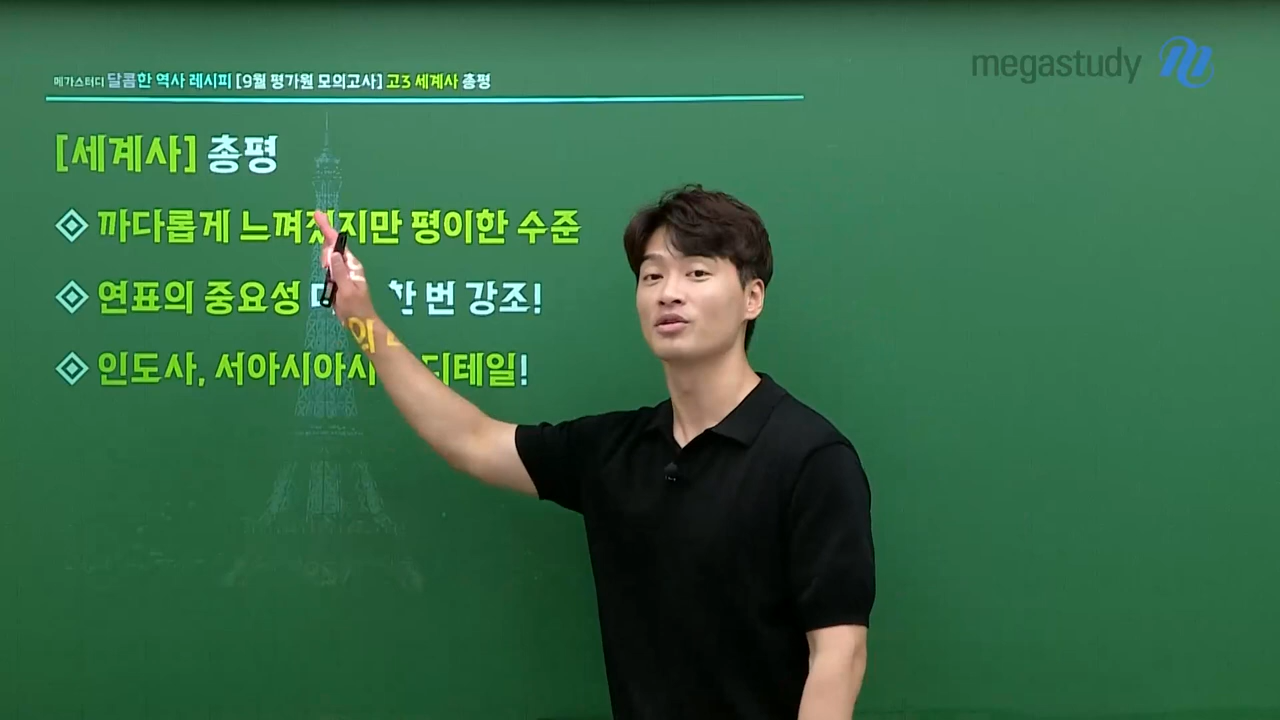 megastudy
메가스터디 달콤한 역사 레시피 [9월 평가원 모의고사] 고3 세계사 총평
[세계사] 총평
까다롭게 느껴졌지만 평이한 수준
연표의 중요성 한 번 강조!
인도사, 서아시아사 디테일!